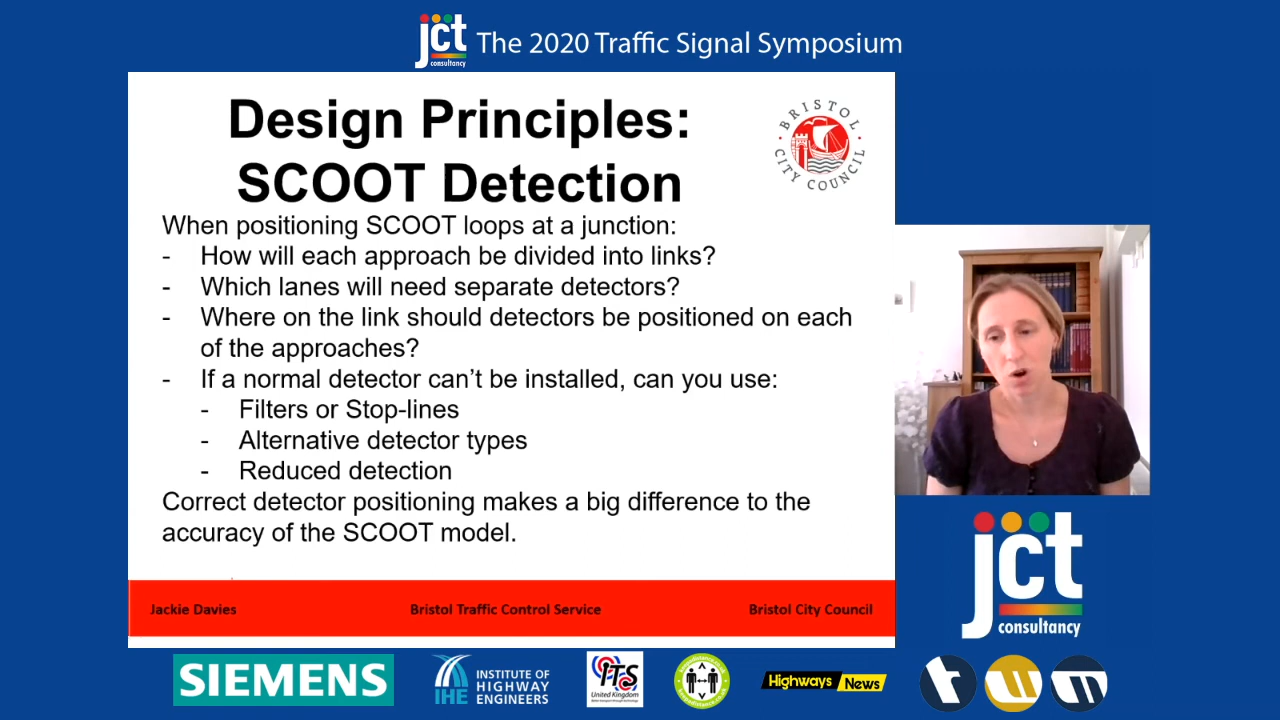 jct
consultancy
The 2020 Traffic Signal Symposium
Design Principles:
SCOOT Detection
BRISTOL
CITY COUNCIL
When positioning SCOOT loops at a junction:
- How will each approach be divided into links?
- Which lanes will need separate detectors?
- Where on the link should detectors be positioned on each
of the approaches?
- If a normal detector can't be installed, can you use:
- Filters or Stop-lines
- Alternative detector types
- Reduced detection
Correct detector positioning makes a big difference to the
accuracy of the SCOOT model.
Jackie Davies
Bristol Traffic Control Service
Bristol City Council
jct
consultancy
SIEMENS
IHE
INSTITUTE OF
HIGHWAY
ENGINEERS
ITS
United Kingdom
Highways
News